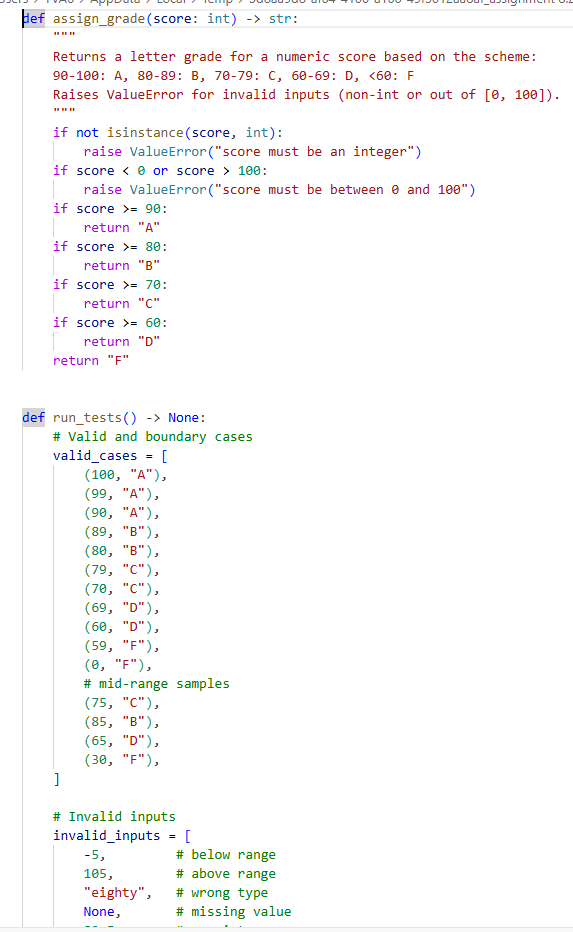 def assign_grade(score: int) -> str:
    """
    Returns a letter grade for a numeric score based on the scheme:
    90-100: A, 80-89: B, 70-79: C, 60-69: D, <60: F
    Raises ValueError for invalid inputs (non-int or out of [0, 100]).
    """
    if not isinstance(score, int):
        raise ValueError("score must be an integer")
    if score < 0 or score > 100:
        raise ValueError("score must be between 0 and 100")
    if score >= 90:
        return "A"
    if score >= 80:
        return "B"
    if score >= 70:
        return "C"
    if score >= 60:
        return "D"
    return "F"
def run_tests() -> None:
    # Valid and boundary cases
    valid_cases = [
        (100, "A"),
        (99, "A"),
        (90, "A"),
        (89, "B"),
        (80, "B"),
        (79, "C"),
        (70, "C"),
        (69, "D"),
        (60, "D"),
        (59, "F"),
        (0, "F"),
        # mid-range samples
        (75, "C"),
        (85, "B"),
        (65, "D"),
        (30, "F"),
    ]
    # Invalid inputs
    invalid_inputs = [
        -5,         # below range
        105,        # above range
        "eighty",   # wrong type
        None,       # missing value